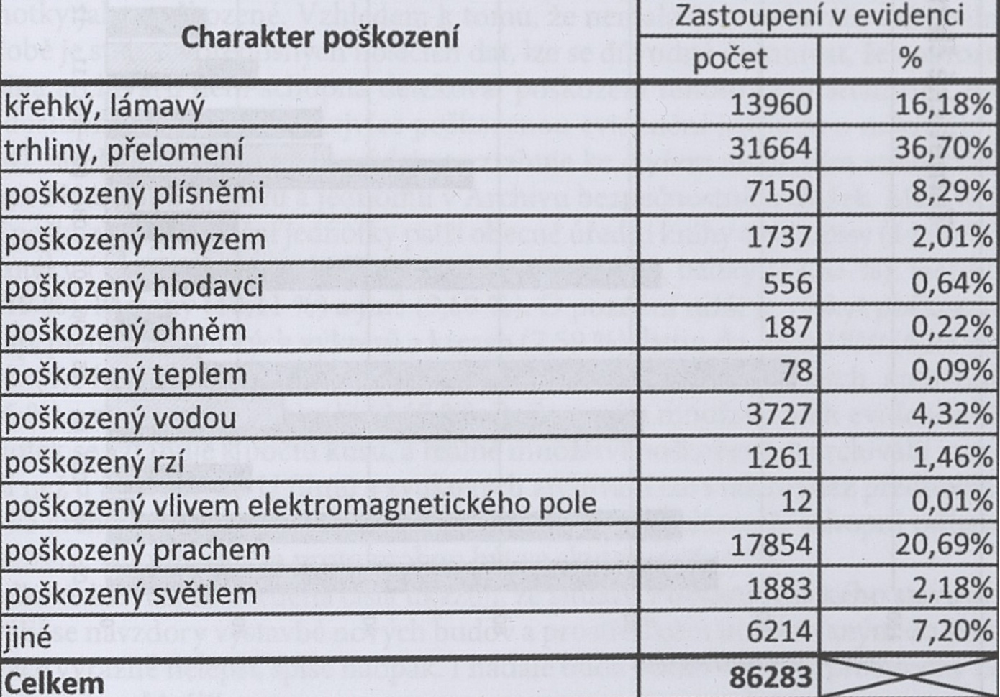 Charakter poškození
Zastoupení v evidenci
počet %
křehký, lámavý 13960 16,18%
trhliny, přelomení 31664 36,70%
poškozený plísněmi 7150 8,29%
poškozený hmyzem 1737 2,01%
poškozený hlodavci 556 0,64%
poškozený ohněm 187 0,22%
poškozený teplem 78 0,09%
poškozený vodou 3727 4,32%
poškozený rzí 1261 1,46%
poškozený vlivem elektromagnetického pole 12 0,01%
poškozený prachem 17854 20,69%
poškozený světlem 1883 2,18%
jiné 6214 7,20%
Celkem 86283